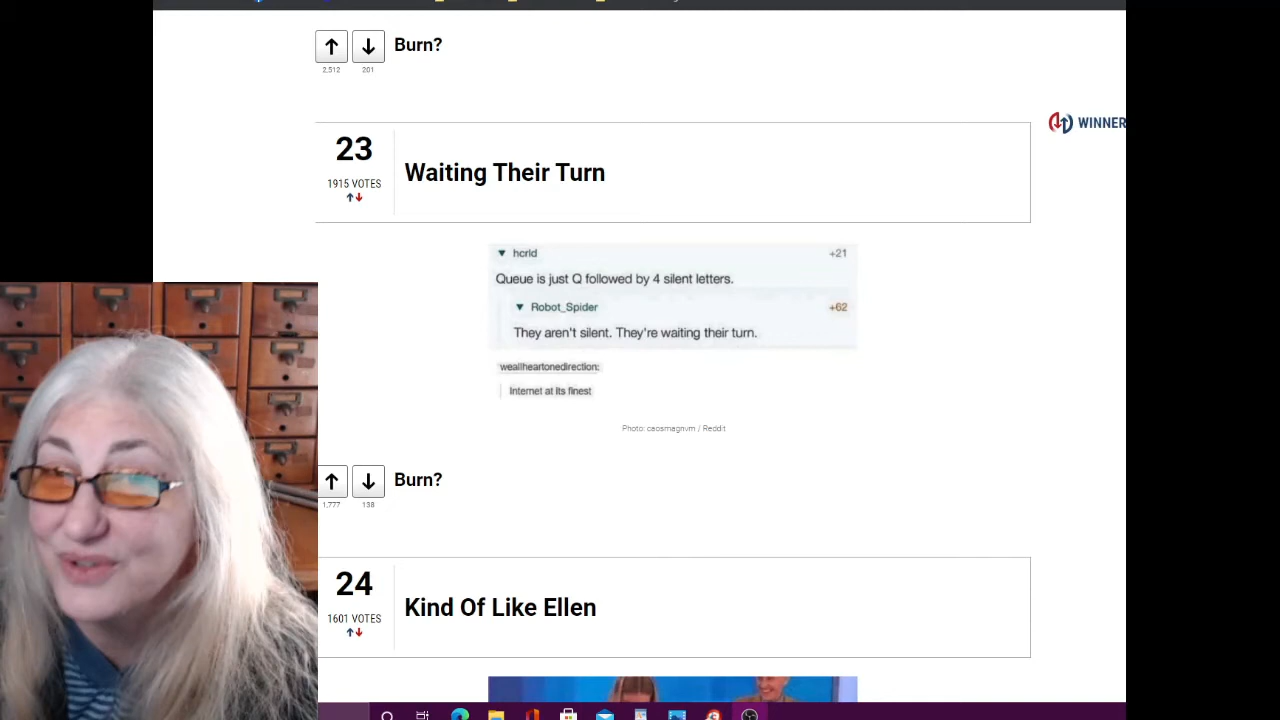 Burn?
2,512 201
WINNER
23
1915 VOTES
Waiting Their Turn
hcrld +21
Queue is just Q followed by 4 silent letters.
Robot_Spider +62
They aren't silent. They're waiting their turn.
weallheartonedirection:
Internet at its finest
Photo: caosmagnvm / Reddit
Burn?
1,777 138
24
1601 VOTES
Kind Of Like Ellen